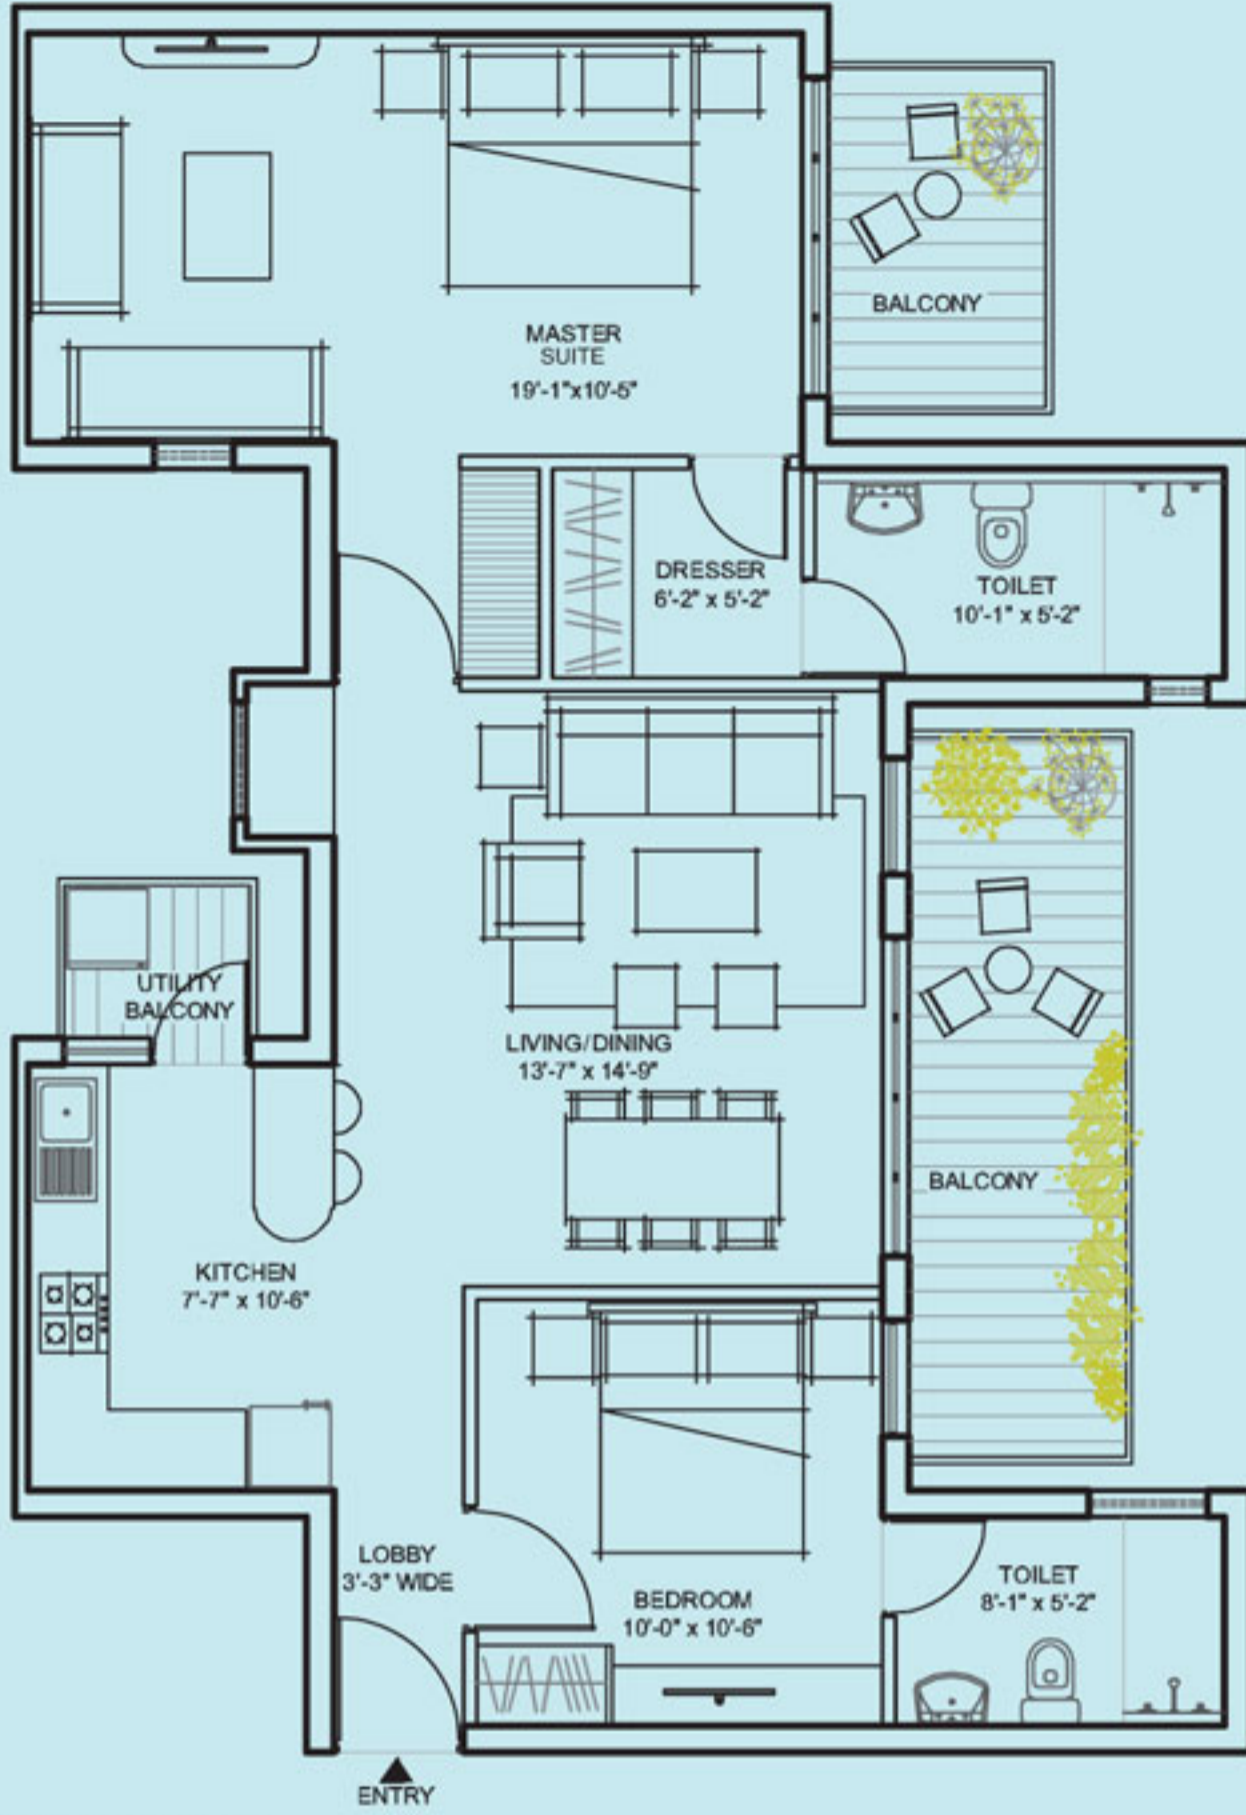 BALCONY
MASTER
SUITE
19'-1"x10'-5"
DRESSER
6'-2" x 5'-2"
TOILET
10'-1" x 5'-2"
UTILITY
BALCONY
LIVING/DINING
13'-7" x 14'-9"
BALCONY
KITCHEN
7'-7" x 10'-6"
LOBBY
3'-3" WIDE
BEDROOM
10'-0" x 10'-6"
TOILET
8'-1" x 5'-2"
ENTRY